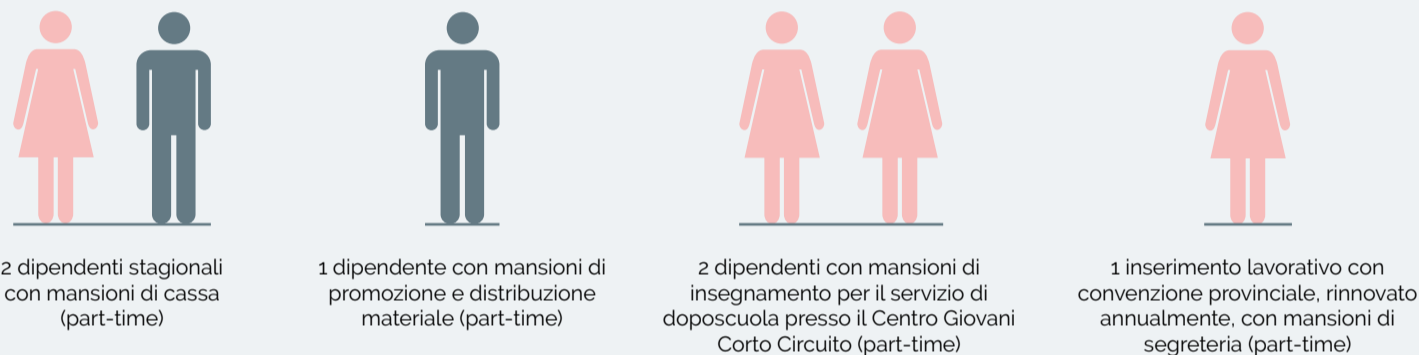 2 dipendenti stagionali
con mansioni di cassa
(part-time)
1 dipendente con mansioni di
promozione e distribuzione
materiale (part-time)
2 dipendenti con mansioni di
insegnamento per il servizio di
doposcuola presso il Centro Giovani
Corto Circuito (part-time)
1 inserimento lavorativo con
convenzione provinciale, rinnovato
annualmente, con mansioni di
segreteria (part-time)